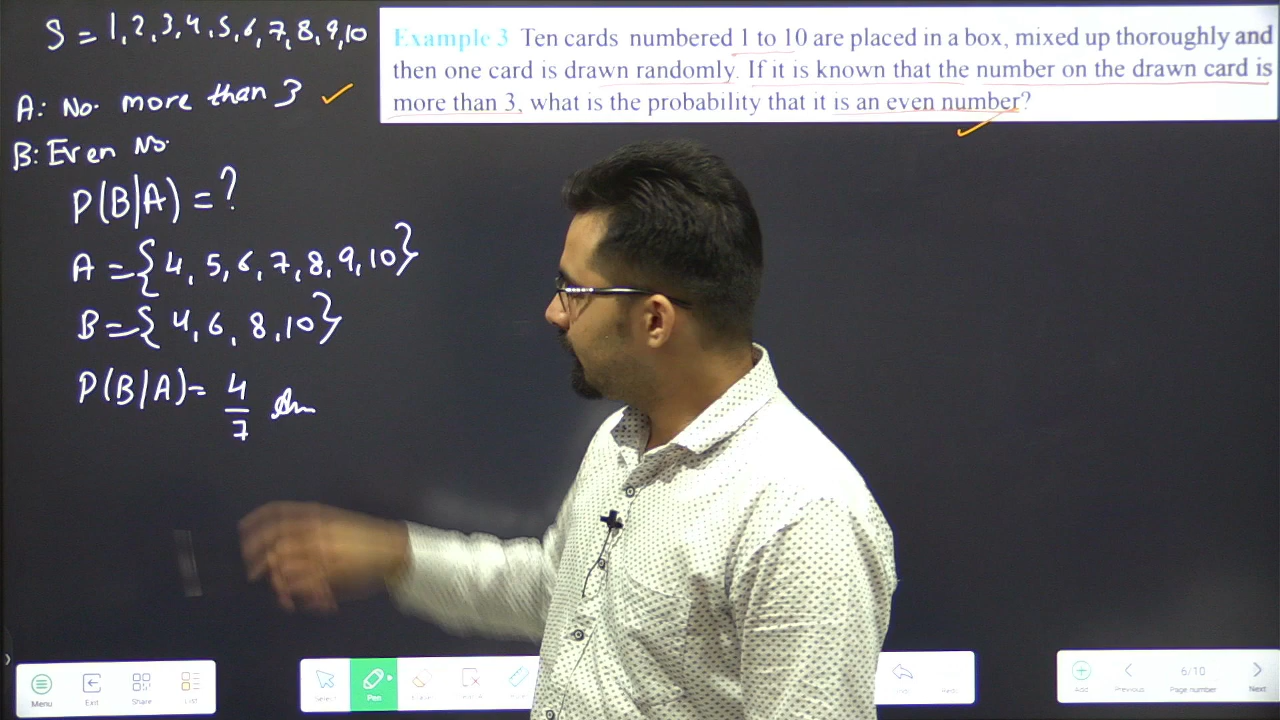 S = 1, 2, 3, 4, 5, 6, 7, 8, 9, 10
A: No. more than 3
B: Even No.
P(B|A) = ?
A = {4, 5, 6, 7, 8, 9, 10}
B = {4, 6, 8, 10}
P(B|A) = 4/7 Ans
Example 3 Ten cards numbered 1 to 10 are placed in a box, mixed up thoroughly and
then one card is drawn randomly. If it is known that the number on the drawn card is
more than 3, what is the probability that it is an even number?
Menu Exit Share List Select Pen Eraser Undo Redo Add Previous 6/10 Page number Next